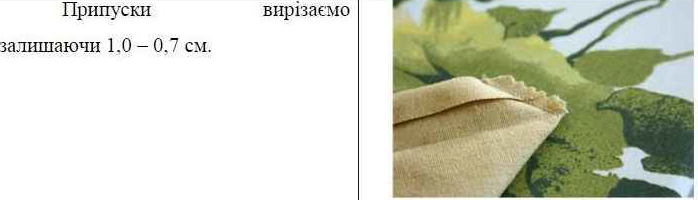 Припуски вирізаємо
залишаючи 1,0 – 0,7 см.